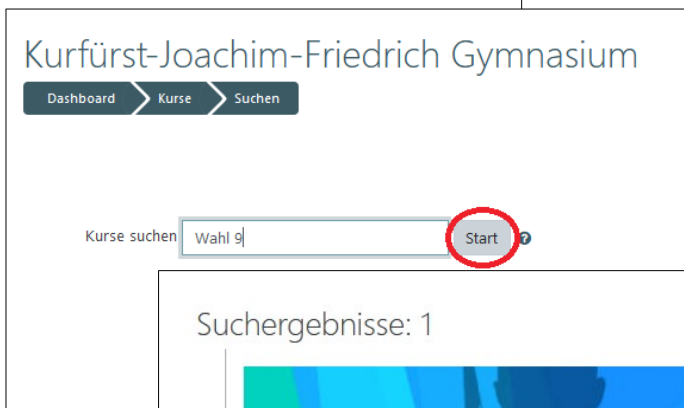 Kurfürst-Joachim-Friedrich Gymnasium
Dashboard Kurse Suchen
Kurse suchen Wahl 9 Start ?
Suchergebnisse: 1